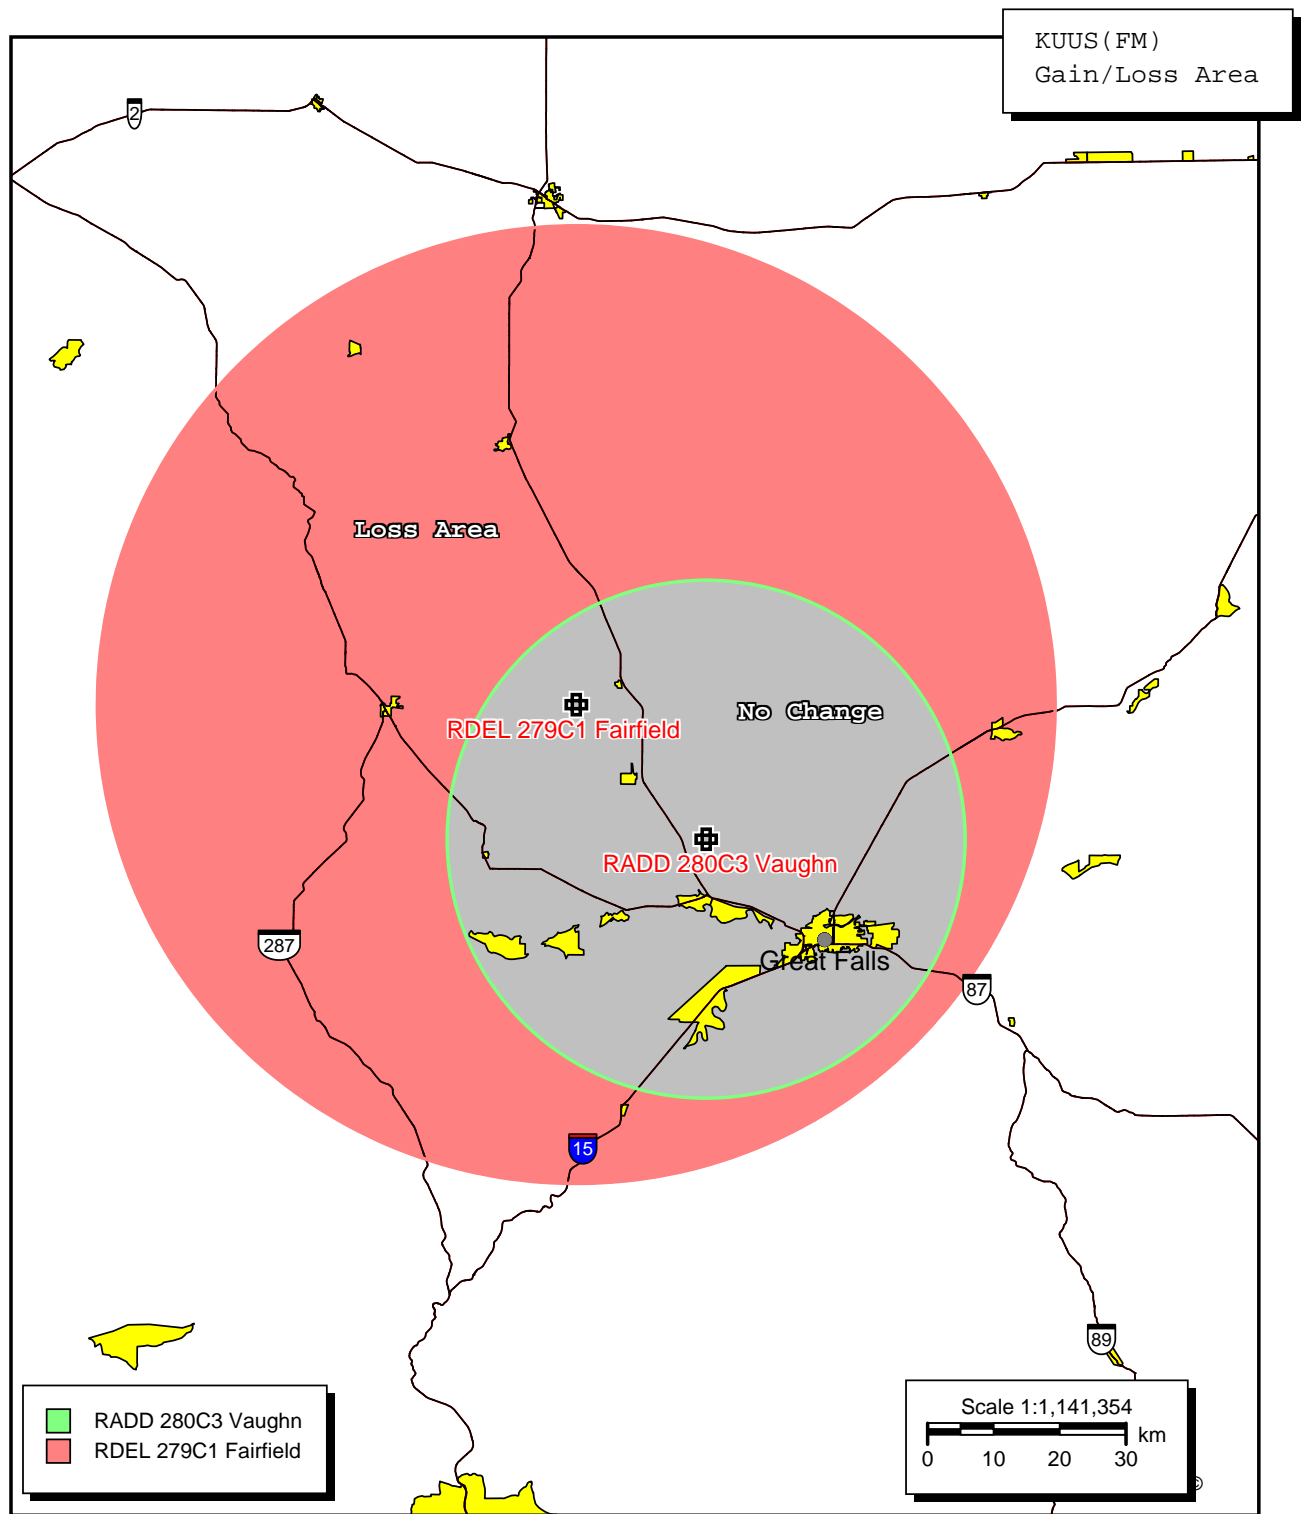 KUUS(FM)
Gain/Loss Area
2
Loss Area
No Change
RDEL 279C1 Fairfield
RADD 280C3 Vaughn
287
Great Falls
87
15
89
RADD 280C3 Vaughn
RDEL 279C1 Fairfield
Scale 1:1,141,354
km
0 10 20 30
©